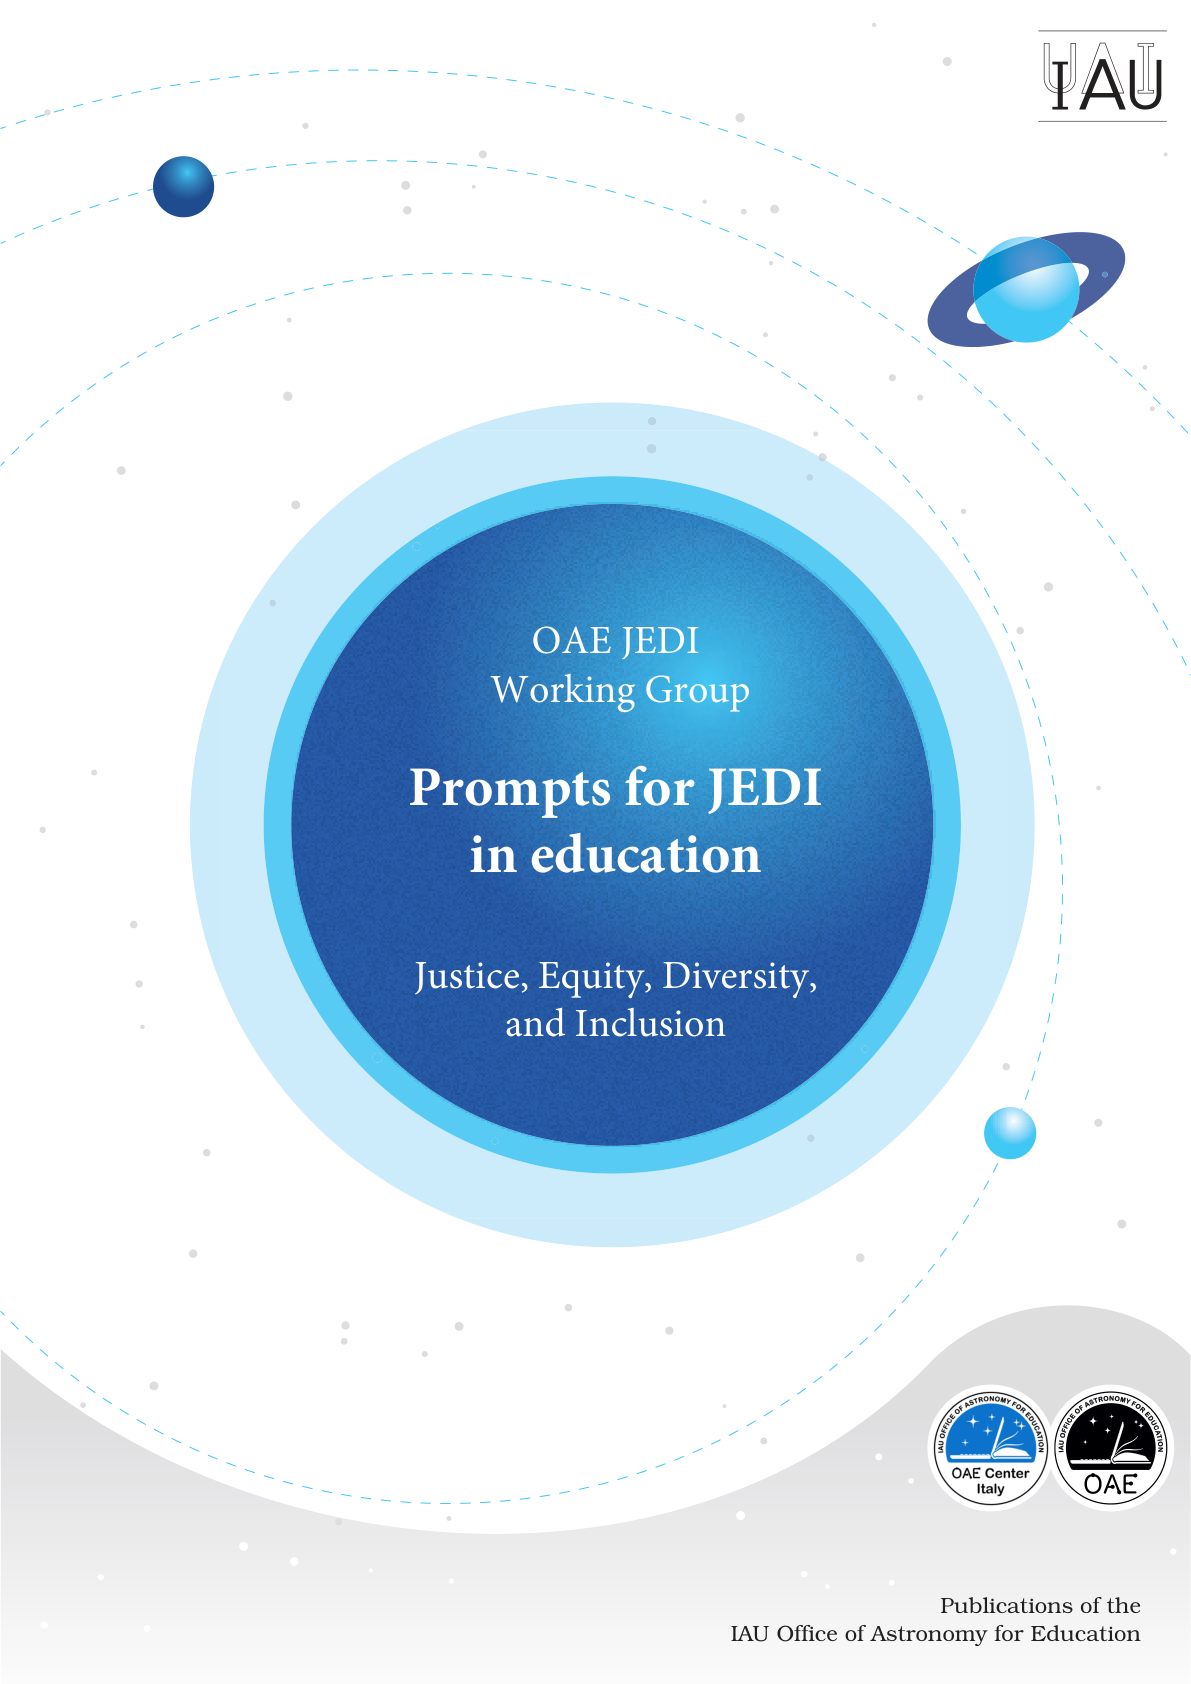 IAU
OAE JEDI
Working Group
Prompts for JEDI
in education
Justice, Equity, Diversity,
and Inclusion
IAU OFFICE OF ASTRONOMY FOR EDUCATION
OAE Center
Italy
IAU OFFICE OF ASTRONOMY FOR EDUCATION
OAE
Publications of the
IAU Office of Astronomy for Education